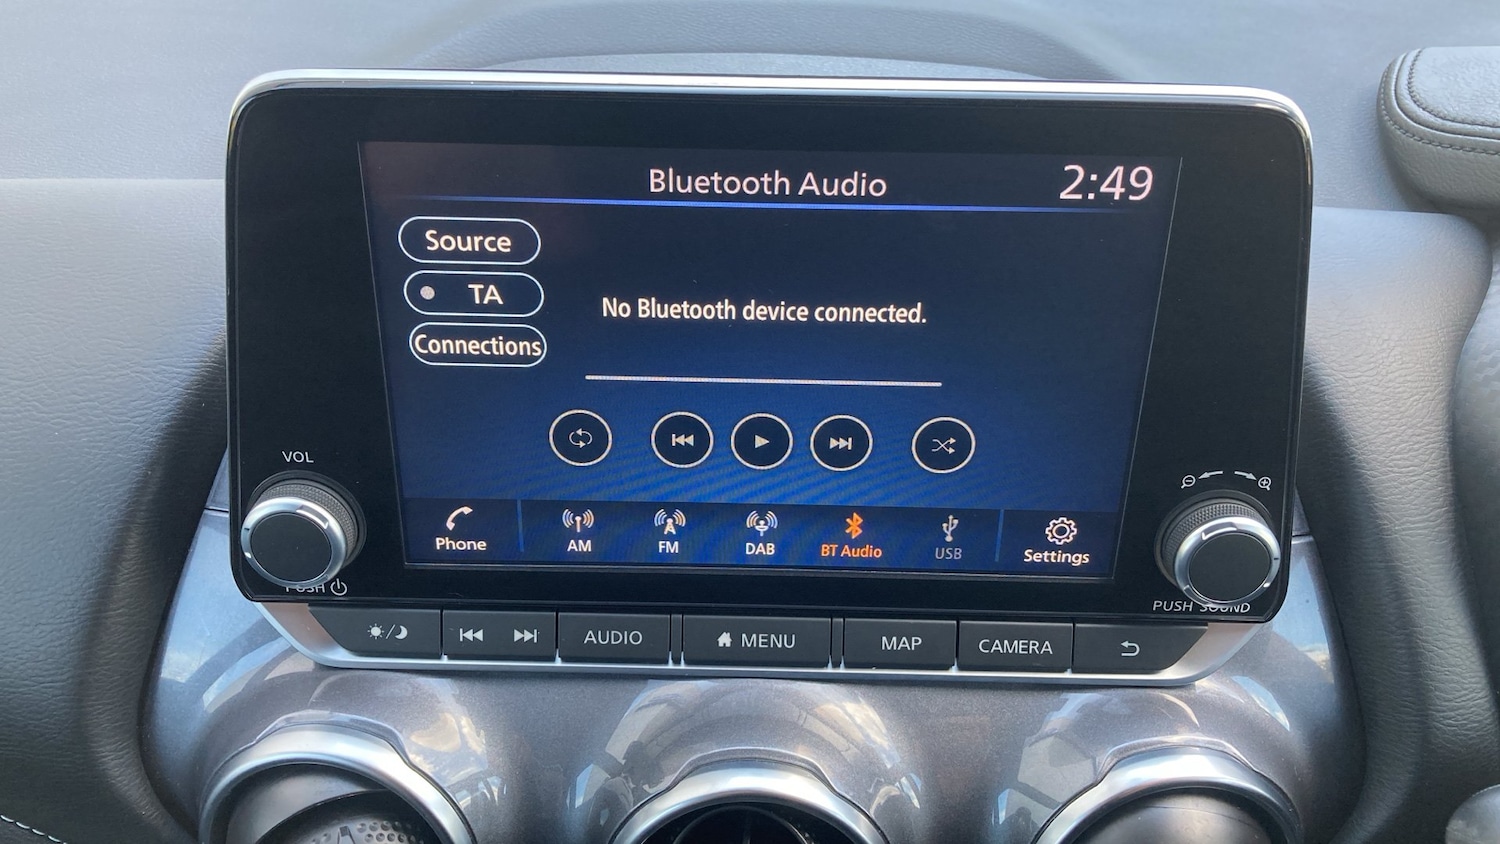 Bluetooth Audio
2:49
Source
TA
Connections
No Bluetooth device connected.
VOL
PUSH
Phone
AM
FM
DAB
BT Audio
USB
Settings
PUSH SOUND
AUDIO
MENU
MAP
CAMERA